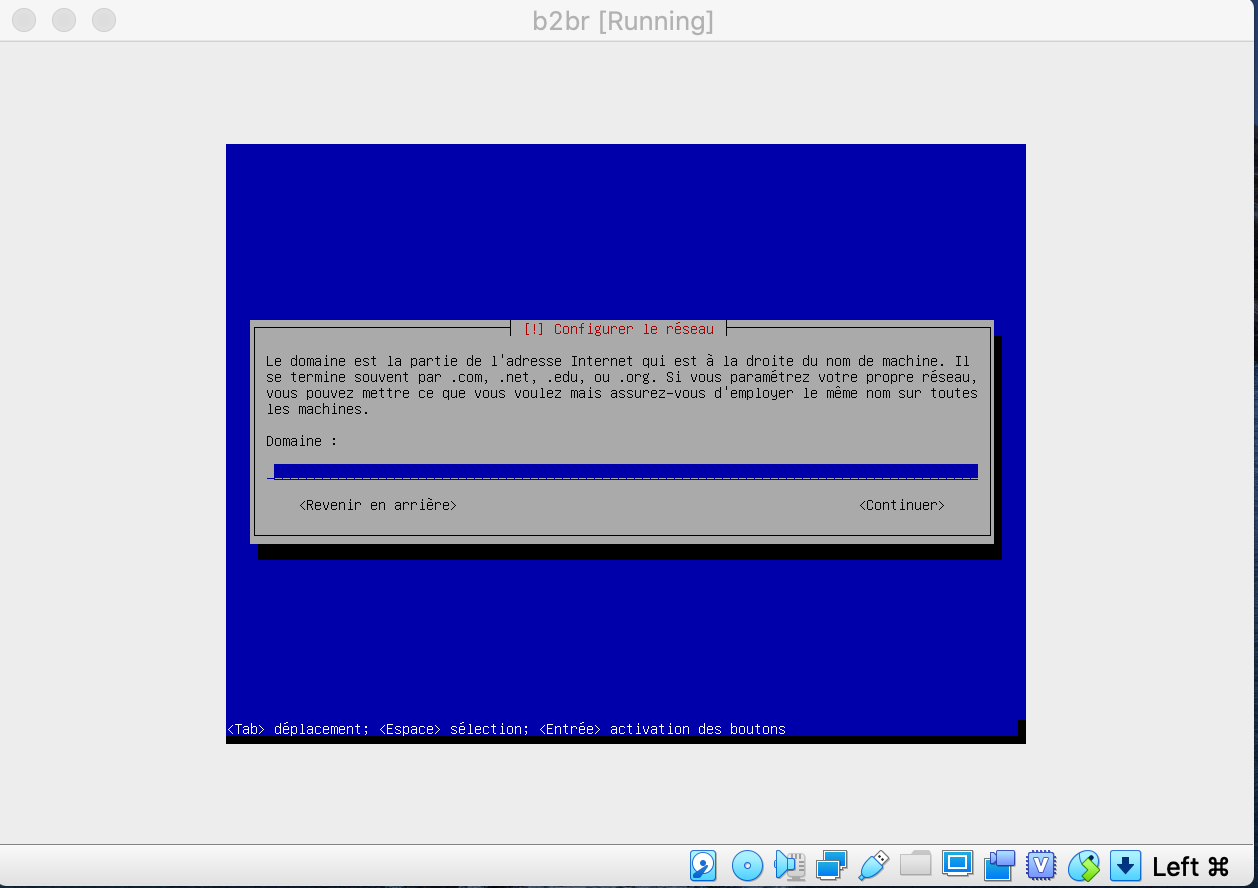 b2br [Running]
[!] Configurer le réseau
Le domaine est la partie de l'adresse Internet qui est à la droite du nom de machine. Il
se termine souvent par .com, .net, .edu, ou .org. Si vous paramétrez votre propre réseau,
vous pouvez mettre ce que vous voulez mais assurez-vous d'employer le même nom sur toutes
les machines.
Domaine :
<Revenir en arrière> <Continuer>
<Tab> déplacement; <Espace> sélection; <Entrée> activation des boutons
V
Left ⌘